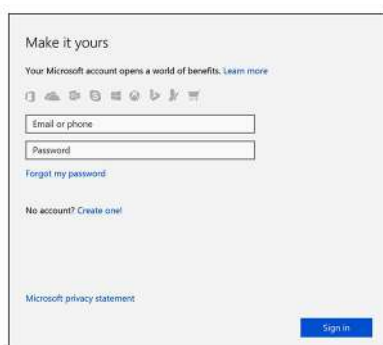 Make it yours
Your Microsoft account opens a world of benefits. Learn more
Email or phone
Password
Forgot my password
No account? Create one!
Microsoft privacy statement
Sign in